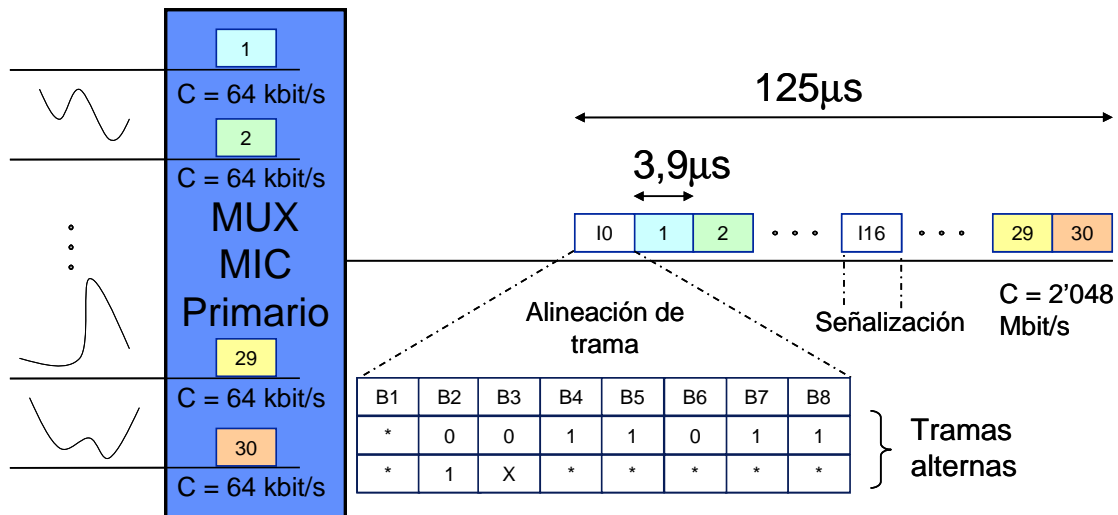 1
C = 64 kbit/s
2
C = 64 kbit/s
MUX
MIC
Primario
29
C = 64 kbit/s
30
C = 64 kbit/s
125μs
3,9μs
I0 1 2 I16 29 30
Alineación de
trama
Señalización
C = 2'048
Mbit/s
B1 B2 B3 B4 B5 B6 B7 B8
* 0 0 1 1 0 1 1
* 1 X * * * * *
Tramas
alternas